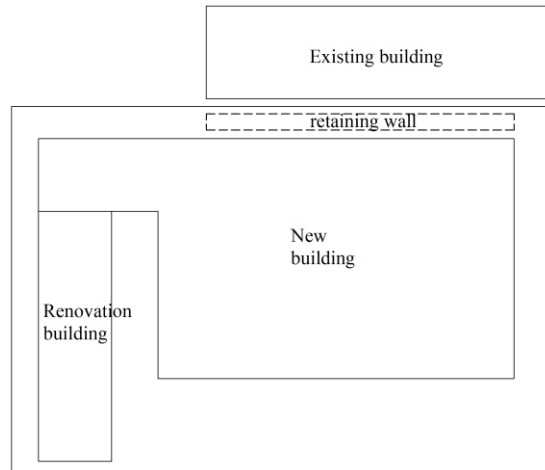 Existing building
retaining wall
New
building
Renovation
building